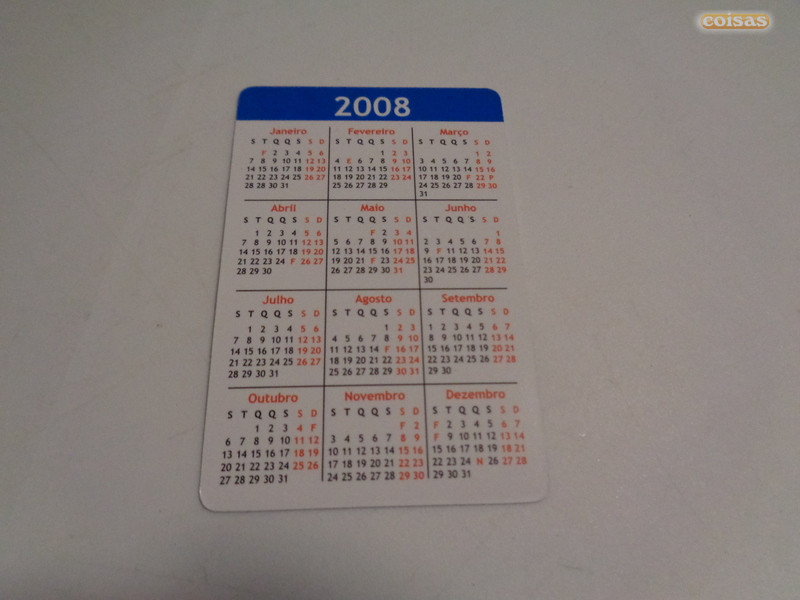 coisas
2008
Janeiro
S T Q Q S S D
F 2 3 4 5 6
7 8 9 10 11 12 13
14 15 16 17 18 19 20
21 22 23 24 25 26 27
28 28 30 31
Fevereiro
S T Q Q S S D
1 2 3
4 E 6 7 8 9 10
11 12 13 14 15 16 17
18 19 20 21 22 23 24
25 26 27 28 29
Março
S T Q Q S S D
1 2
3 4 5 6 7 8 9
10 11 12 13 14 15 16
17 18 19 20 F 22 P
24 25 26 27 28 29 30
31
Abril
S T Q Q S S D
1 2 3 4 5 6
7 8 9 10 11 12 13
14 15 16 17 18 19 20
21 22 23 24 F 26 27
28 29 30
Maio
S T Q Q S S D
F 2 3 4
5 6 7 8 9 10 11
12 13 14 15 16 17 18
19 20 21 F 23 24 25
26 27 28 29 30 31
Junho
S T Q Q S S D
1
2 3 4 5 6 7 8
9 F 11 12 13 14 15
16 17 18 19 20 21 22
23 24 25 26 27 28 29
30
Julho
S T Q Q S S D
1 2 3 4 5 6
7 8 9 10 11 12 13
14 15 16 17 18 19 20
21 22 23 24 25 26 27
28 29 30 31
Agosto
S T Q Q S S D
1 2 3
4 5 6 7 8 9 10
11 12 13 14 F 16 17
18 19 20 21 22 23 24
25 26 27 28 29 30 31
Setembro
S T Q Q S S D
1 2 3 4 5 6 7
8 9 10 11 12 13 14
15 16 17 18 19 20 21
22 23 24 25 26 27 28
29 30
Outubro
S T Q Q S S D
1 2 3 4 F
6 7 8 9 10 11 12
13 14 15 16 17 18 19
20 21 22 23 24 25 26
27 28 29 30 31
Novembro
S T Q Q S S D
F 2
3 4 5 6 7 8 9
10 11 12 13 14 15 16
17 18 19 20 21 22 23
24 25 26 27 28 29 30
Dezembro
S T Q Q S S D
F 2 3 4 5 6 7
F 9 10 11 12 13 14
15 16 17 18 19 20 21
22 23 24 N 26 27 28
29 30 31